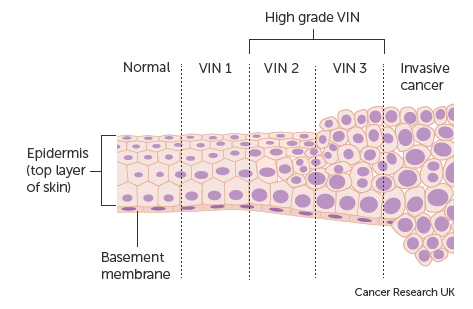 High grade VIN
Normal
VIN 1
VIN 2
VIN 3
Invasive
cancer
Epidermis
(top layer
of skin)
Basement
membrane
Cancer Research UK